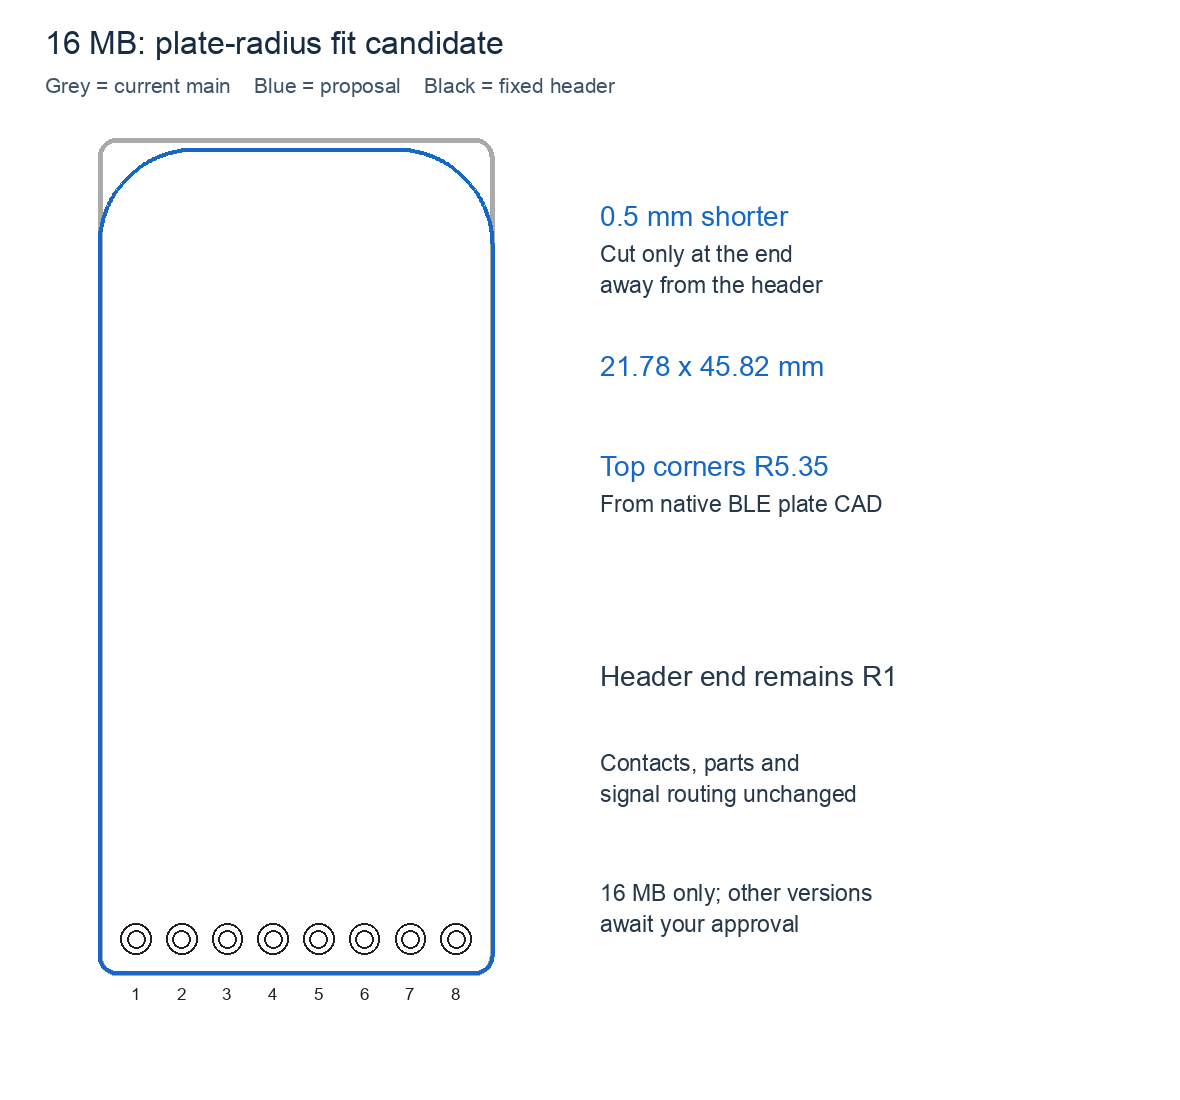 16 MB: plate-radius fit candidate
Grey = current main    Blue = proposal    Black = fixed header
0.5 mm shorter
Cut only at the end
away from the header
21.78 x 45.82 mm
Top corners R5.35
From native BLE plate CAD
Header end remains R1
Contacts, parts and
signal routing unchanged
16 MB only; other versions
await your approval
1 2 3 4 5 6 7 8